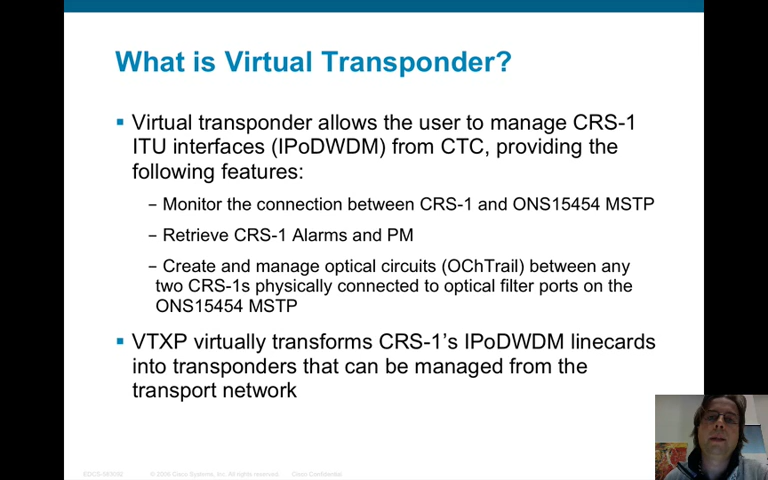 What is Virtual Transponder?
▪ Virtual transponder allows the user to manage CRS-1
ITU interfaces (IPoDWDM) from CTC, providing the
following features:
– Monitor the connection between CRS-1 and ONS15454 MSTP
– Retrieve CRS-1 Alarms and PM
– Create and manage optical circuits (OChTrail) between any
two CRS-1s physically connected to optical filter ports on the
ONS15454 MSTP
▪ VTXP virtually transforms CRS-1's IPoDWDM linecards
into transponders that can be managed from the
transport network
Cisco Systems, Inc. All rights reserved. Cisco Confidential